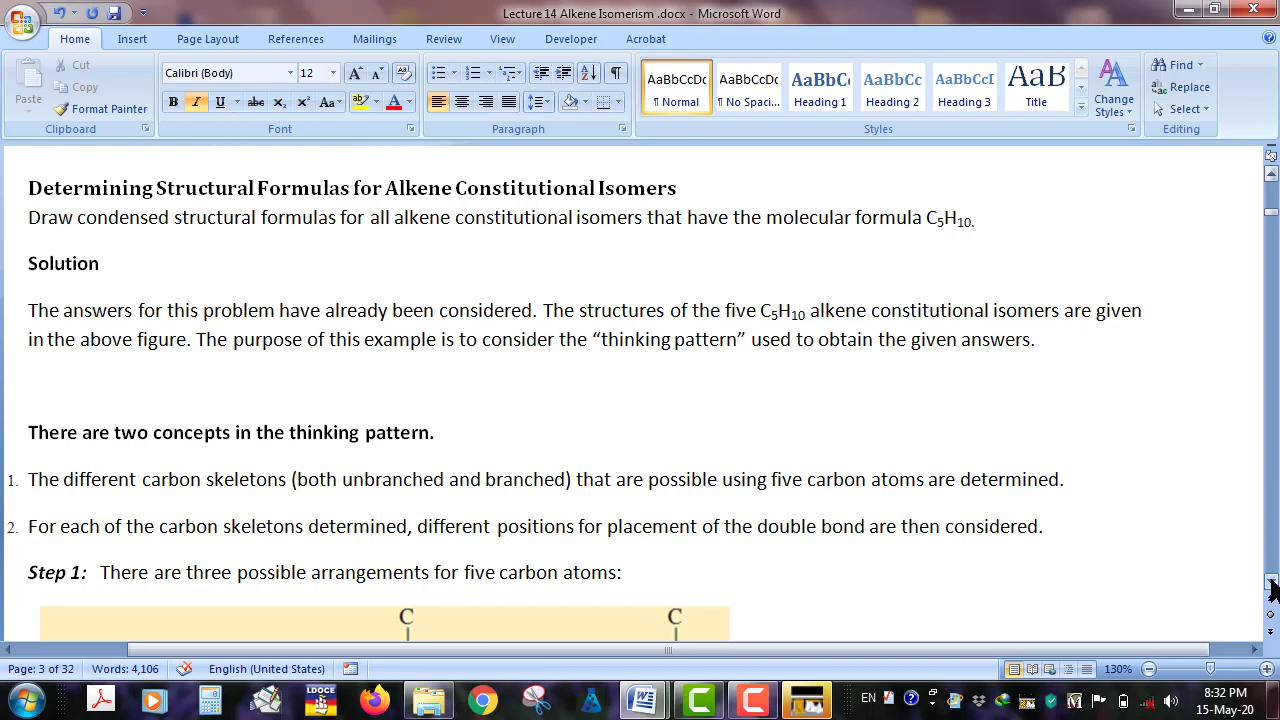 Lecture 14 Alkene Isomerism .docx - Microsoft Word
Home Insert Page Layout References Mailings Review View Developer Acrobat
Paste Cut Copy Format Painter
Calibri (Body) 12
AaBbCcDc AaBbCcDc AaBbC AaBbCc AaBbCcI AaB
¶ Normal ¶ No Spaci... Heading 1 Heading 2 Heading 3 Title
Change Styles
Find Replace Select
Clipboard Font Paragraph Styles Editing
Determining Structural Formulas for Alkene Constitutional Isomers
Draw condensed structural formulas for all alkene constitutional isomers that have the molecular formula C₅H₁₀.
Solution
The answers for this problem have already been considered. The structures of the five C₅H₁₀ alkene constitutional isomers are given
in the above figure. The purpose of this example is to consider the “thinking pattern” used to obtain the given answers.
There are two concepts in the thinking pattern.
1. The different carbon skeletons (both unbranched and branched) that are possible using five carbon atoms are determined.
2. For each of the carbon skeletons determined, different positions for placement of the double bond are then considered.
Step 1: There are three possible arrangements for five carbon atoms:
C C
Page: 3 of 32 Words: 4,106 English (United States) 130%
LDOCE EN 8:32 PM
15-May-20